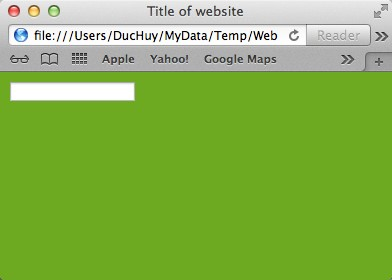 Title of website
file:///Users/DucHuy/MyData/Temp/Web
Reader
Apple Yahoo! Google Maps